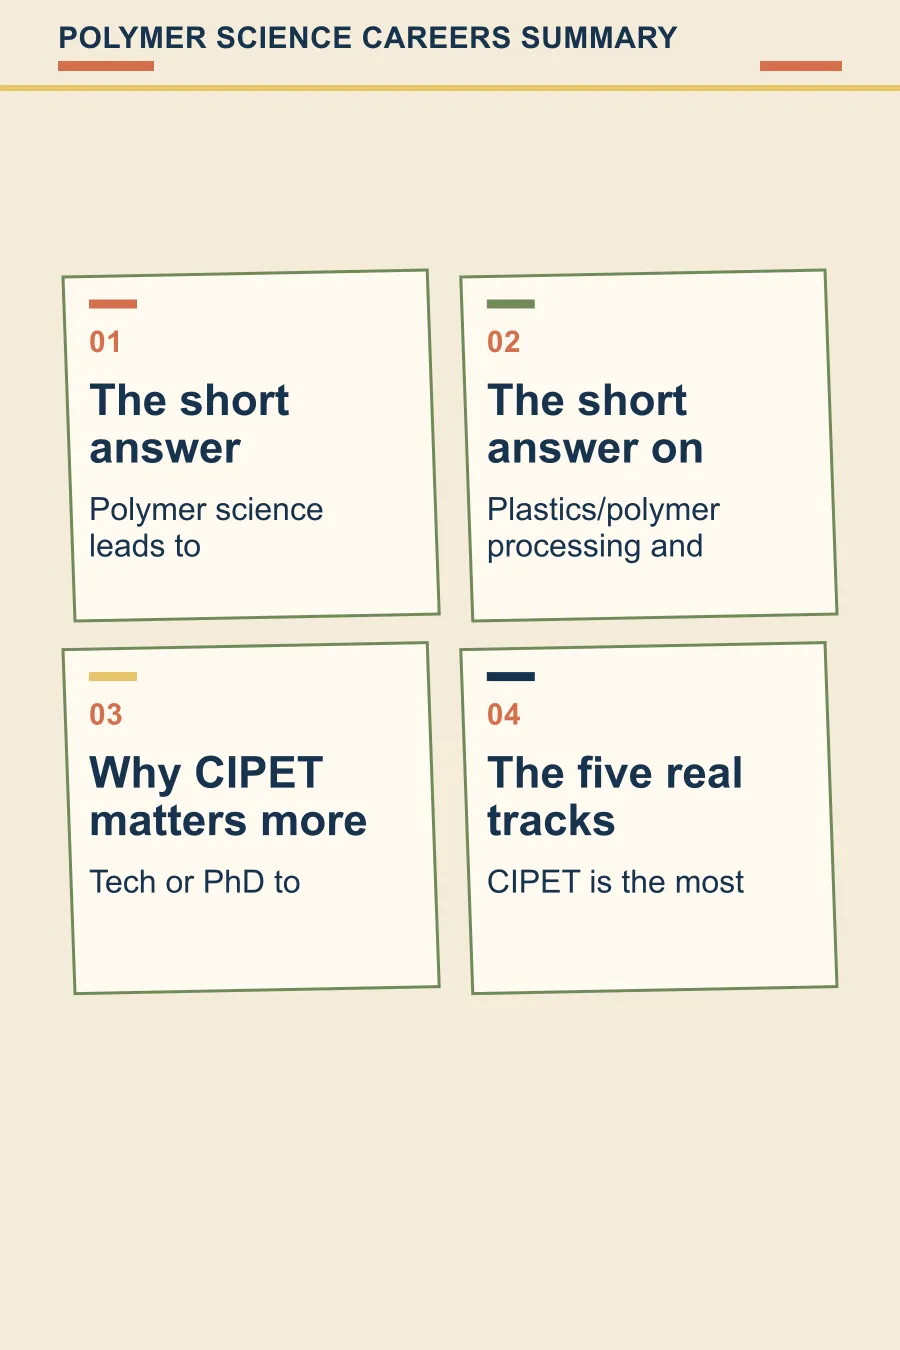 POLYMER SCIENCE CAREERS SUMMARY
01
The short
answer
Polymer science
leads to
02
The short
answer on
Plastics/polymer
processing and
03
Why CIPET
matters more
Tech or PhD to
04
The five real
tracks
CIPET is the most